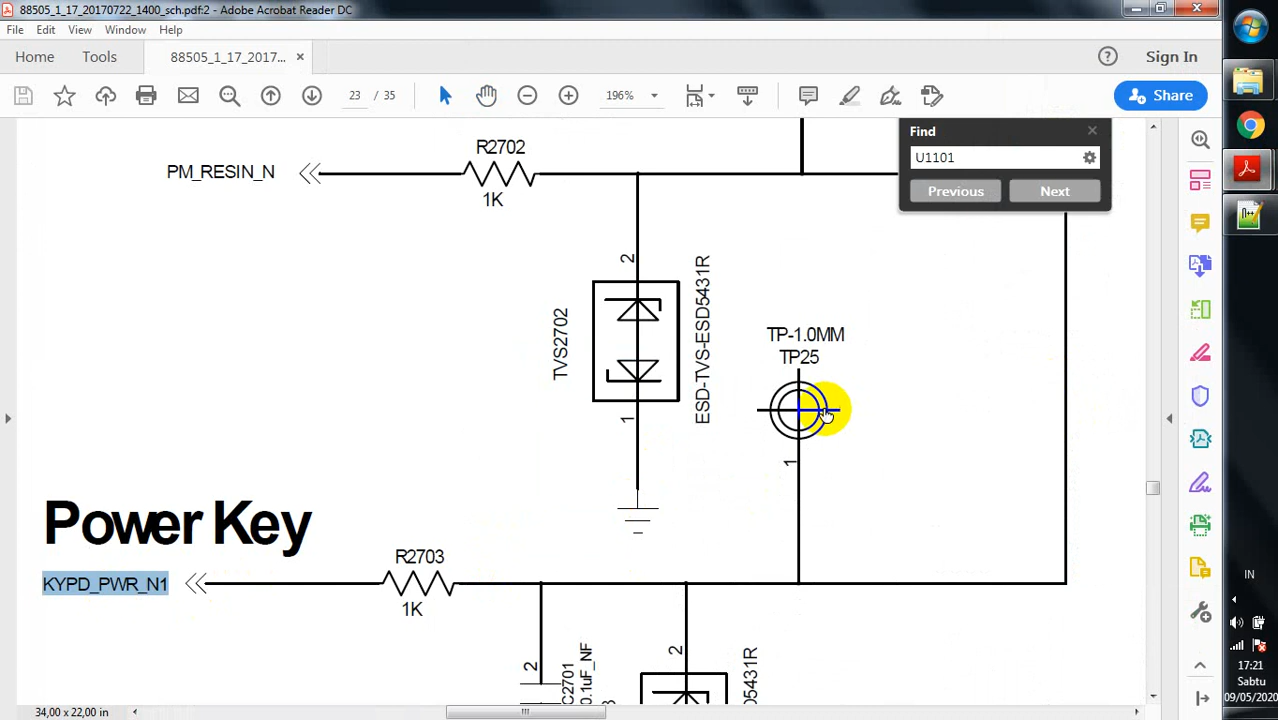 88505_1_17_20170722_1400_sch.pdf:2 - Adobe Acrobat Reader DC
File Edit View Window Help
Home Tools 88505_1_17_2017... ×
Sign In
23 / 35
196%
Share
Find
U1101
Previous Next
PM_RESIN_N
R2702
1K
2
TVS2702
ESD-TVS-ESD5431R
1
TP-1.0MM
TP25
1
Power Key
KYPD_PWR_N1
R2703
1K
2
C2701
0.1uF_NF
2
D5431R
34,00 x 22,00 in
IN
17:21
Sabtu
09/05/2020